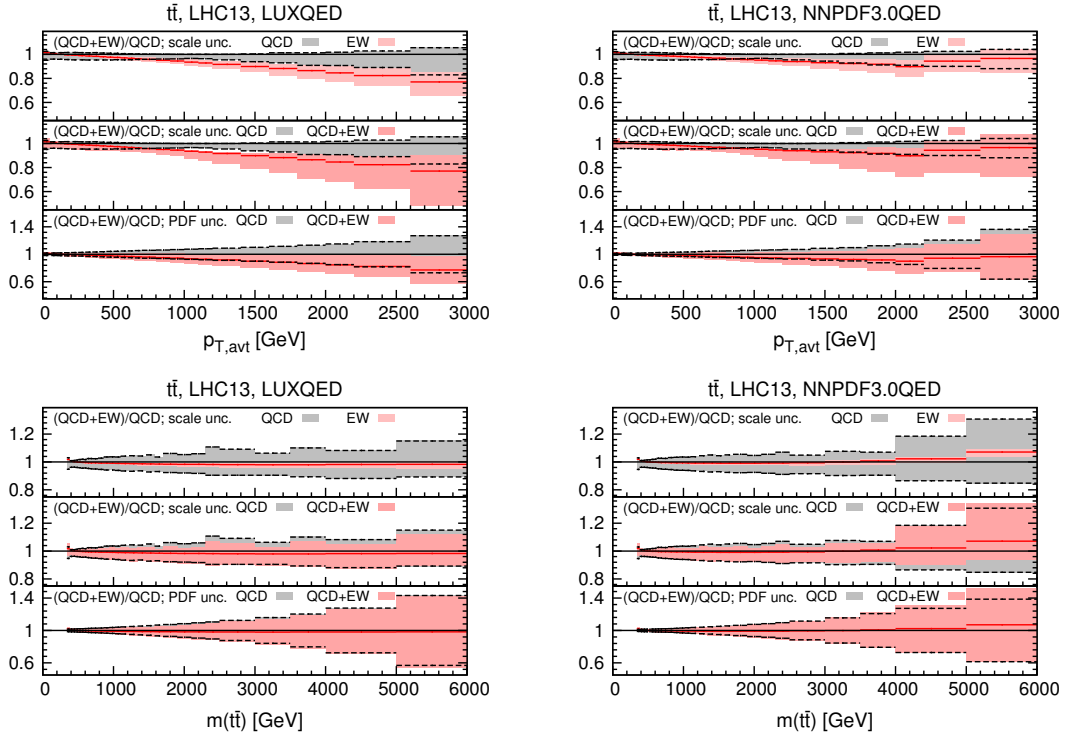 tt̄, LHC13, LUXQED
(QCD+EW)/QCD; scale unc. QCD EW
1
0.8
0.6
(QCD+EW)/QCD; scale unc. QCD QCD+EW
1
0.8
0.6
(QCD+EW)/QCD; PDF unc. QCD QCD+EW
1.4
1
0.6
0 500 1000 1500 2000 2500 3000
p_T,avt [GeV]
tt̄, LHC13, NNPDF3.0QED
(QCD+EW)/QCD; scale unc. QCD EW
1
0.8
0.6
(QCD+EW)/QCD; scale unc. QCD QCD+EW
1
0.8
0.6
(QCD+EW)/QCD; PDF unc. QCD QCD+EW
1.4
1
0.6
0 500 1000 1500 2000 2500 3000
p_T,avt [GeV]
tt̄, LHC13, LUXQED
(QCD+EW)/QCD; scale unc. QCD EW
1.2
1
0.8
(QCD+EW)/QCD; scale unc. QCD QCD+EW
1.2
1
0.8
(QCD+EW)/QCD; PDF unc. QCD QCD+EW
1.4
1
0.6
0 1000 2000 3000 4000 5000 6000
m(tt̄) [GeV]
tt̄, LHC13, NNPDF3.0QED
(QCD+EW)/QCD; scale unc. QCD EW
1.2
1
0.8
(QCD+EW)/QCD; scale unc. QCD QCD+EW
1.2
1
0.8
(QCD+EW)/QCD; PDF unc. QCD QCD+EW
1.4
1
0.6
0 1000 2000 3000 4000 5000 6000
m(tt̄) [GeV]